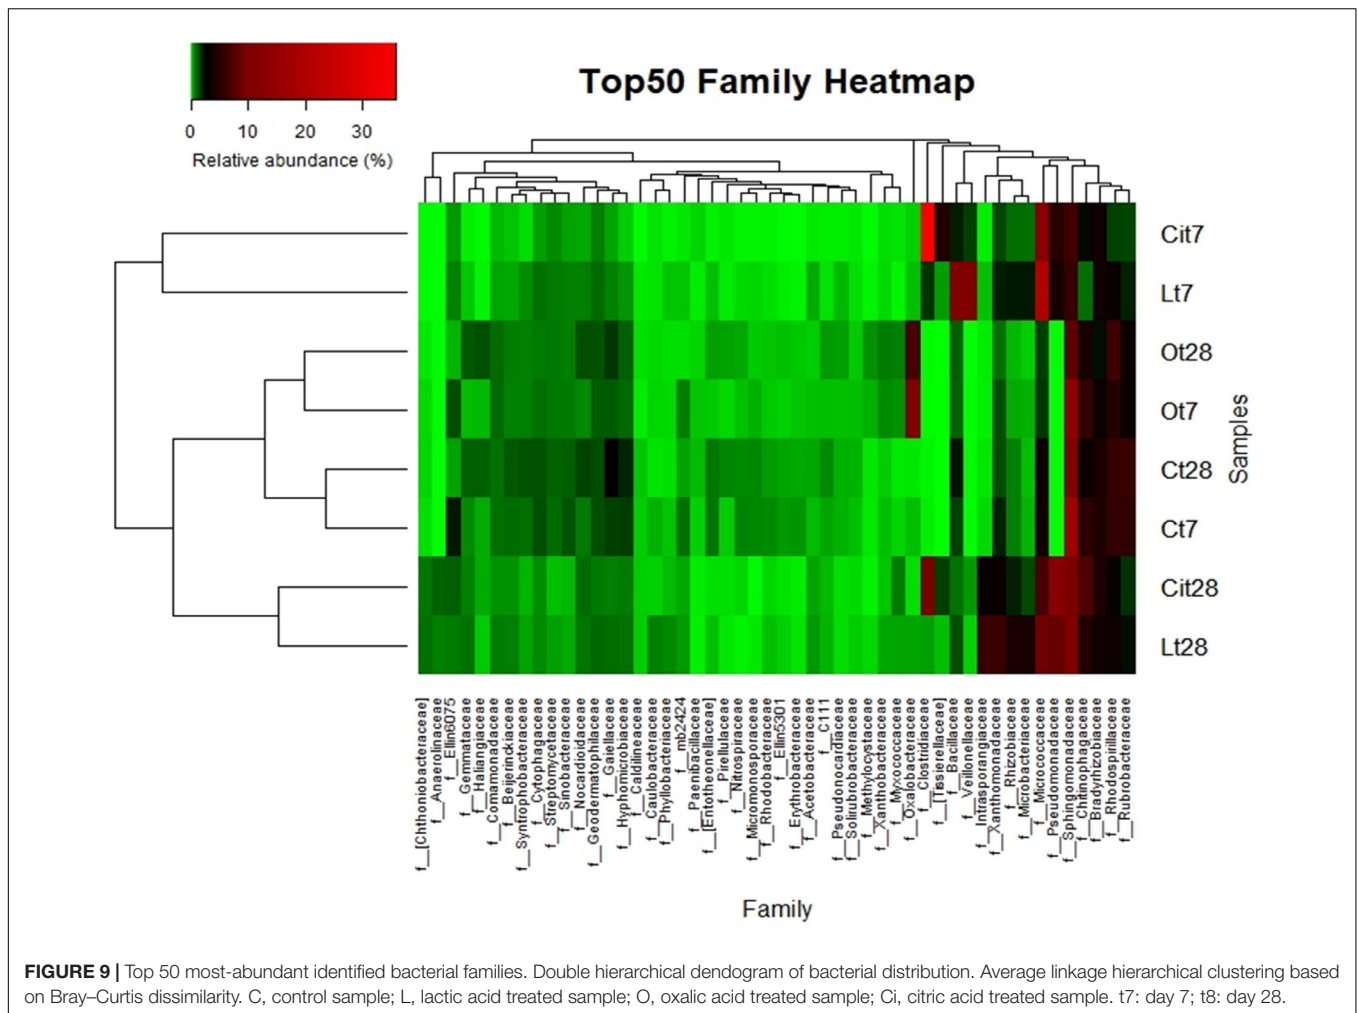 Top50 Family Heatmap
0 10 20 30
Relative abundance (%)
Cit7
Lt7
Ot28
Ot7
Ct28
Ct7
Cit28
Lt28
Samples
f__[Chthoniobacteraceae]
f__Anaerolinaceae
f__Ellin6075
f__Gemmataceae
f__Haliangiaceae
f__Comamonadaceae
f__Beijerinckiaceae
f__Syntrophobacteraceae
f__Cytophagaceae
f__Streptomycetaceae
f__Sinobacteraceae
f__Nocardioidaceae
f__Geodermatophilaceae
f__Gaiellaceae
f__Hyphomicrobiaceae
f__Caldilineaceae
f__Caulobacteraceae
f__Phyllobacteriaceae
f__mb2424
f__Paenibacillaceae
f__[Entotheonellaceae]
f__Pirellulaceae
f__Nitrospiraceae
f__Micromonosporaceae
f__Rhodobacteraceae
f__Ellin5301
f__Erythrobacteraceae
f__Acetobacteraceae
f__C111
f__Pseudonocardiaceae
f__Solirubrobacteraceae
f__Methylocystaceae
f__Xanthobacteraceae
f__Myxococcaceae
f__Oxalobacteraceae
f__Clostridiaceae
f__[Tissierellaceae]
f__Bacillaceae
f__Veillonellaceae
f__Intrasporangiaceae
f__Xanthomonadaceae
f__Rhizobiaceae
f__Microbacteriaceae
f__Micrococcaceae
f__Pseudomonadaceae
f__Sphingomonadaceae
f__Chitinophagaceae
f__Bradyrhizobiaceae
f__Rhodospirillaceae
f__Rubrobacteraceae
Family
FIGURE 9 | Top 50 most-abundant identified bacterial families. Double hierarchical dendogram of bacterial distribution. Average linkage hierarchical clustering based
on Bray–Curtis dissimilarity. C, control sample; L, lactic acid treated sample; O, oxalic acid treated sample; Ci, citric acid treated sample. t7: day 7; t8: day 28.